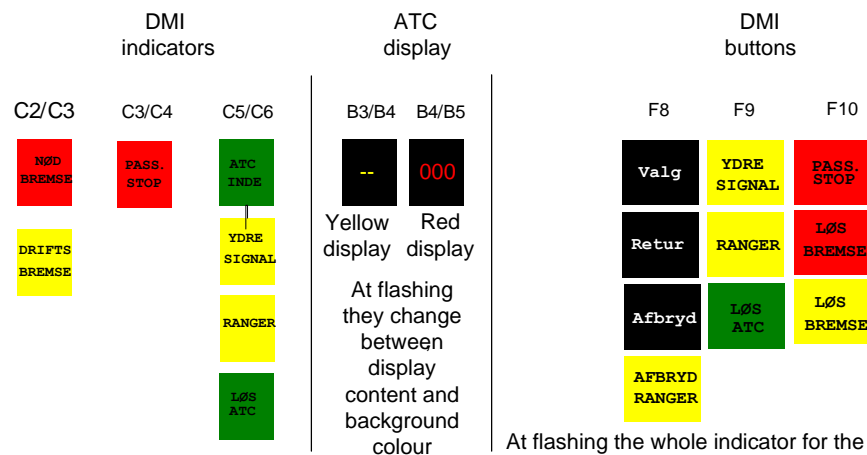 DMI
indicators
C2/C3
C3/C4
C5/C6
NØD
BREMSE
PASS.
STOP
ATC
INDE
DRIFTS
BREMSE
YDRE
SIGNAL
RANGER
LØS
ATC
ATC
display
B3/B4
B4/B5
--
000
Yellow
display
Red
display
At flashing
they change
between
display
content and
background
colour
DMI
buttons
F8
F9
F10
Valg
YDRE
SIGNAL
PASS.
STOP
Retur
RANGER
LØS
BREMSE
Afbryd
LØS
ATC
LØS
BREMSE
AFBRYD
RANGER
At flashing the whole indicator for the